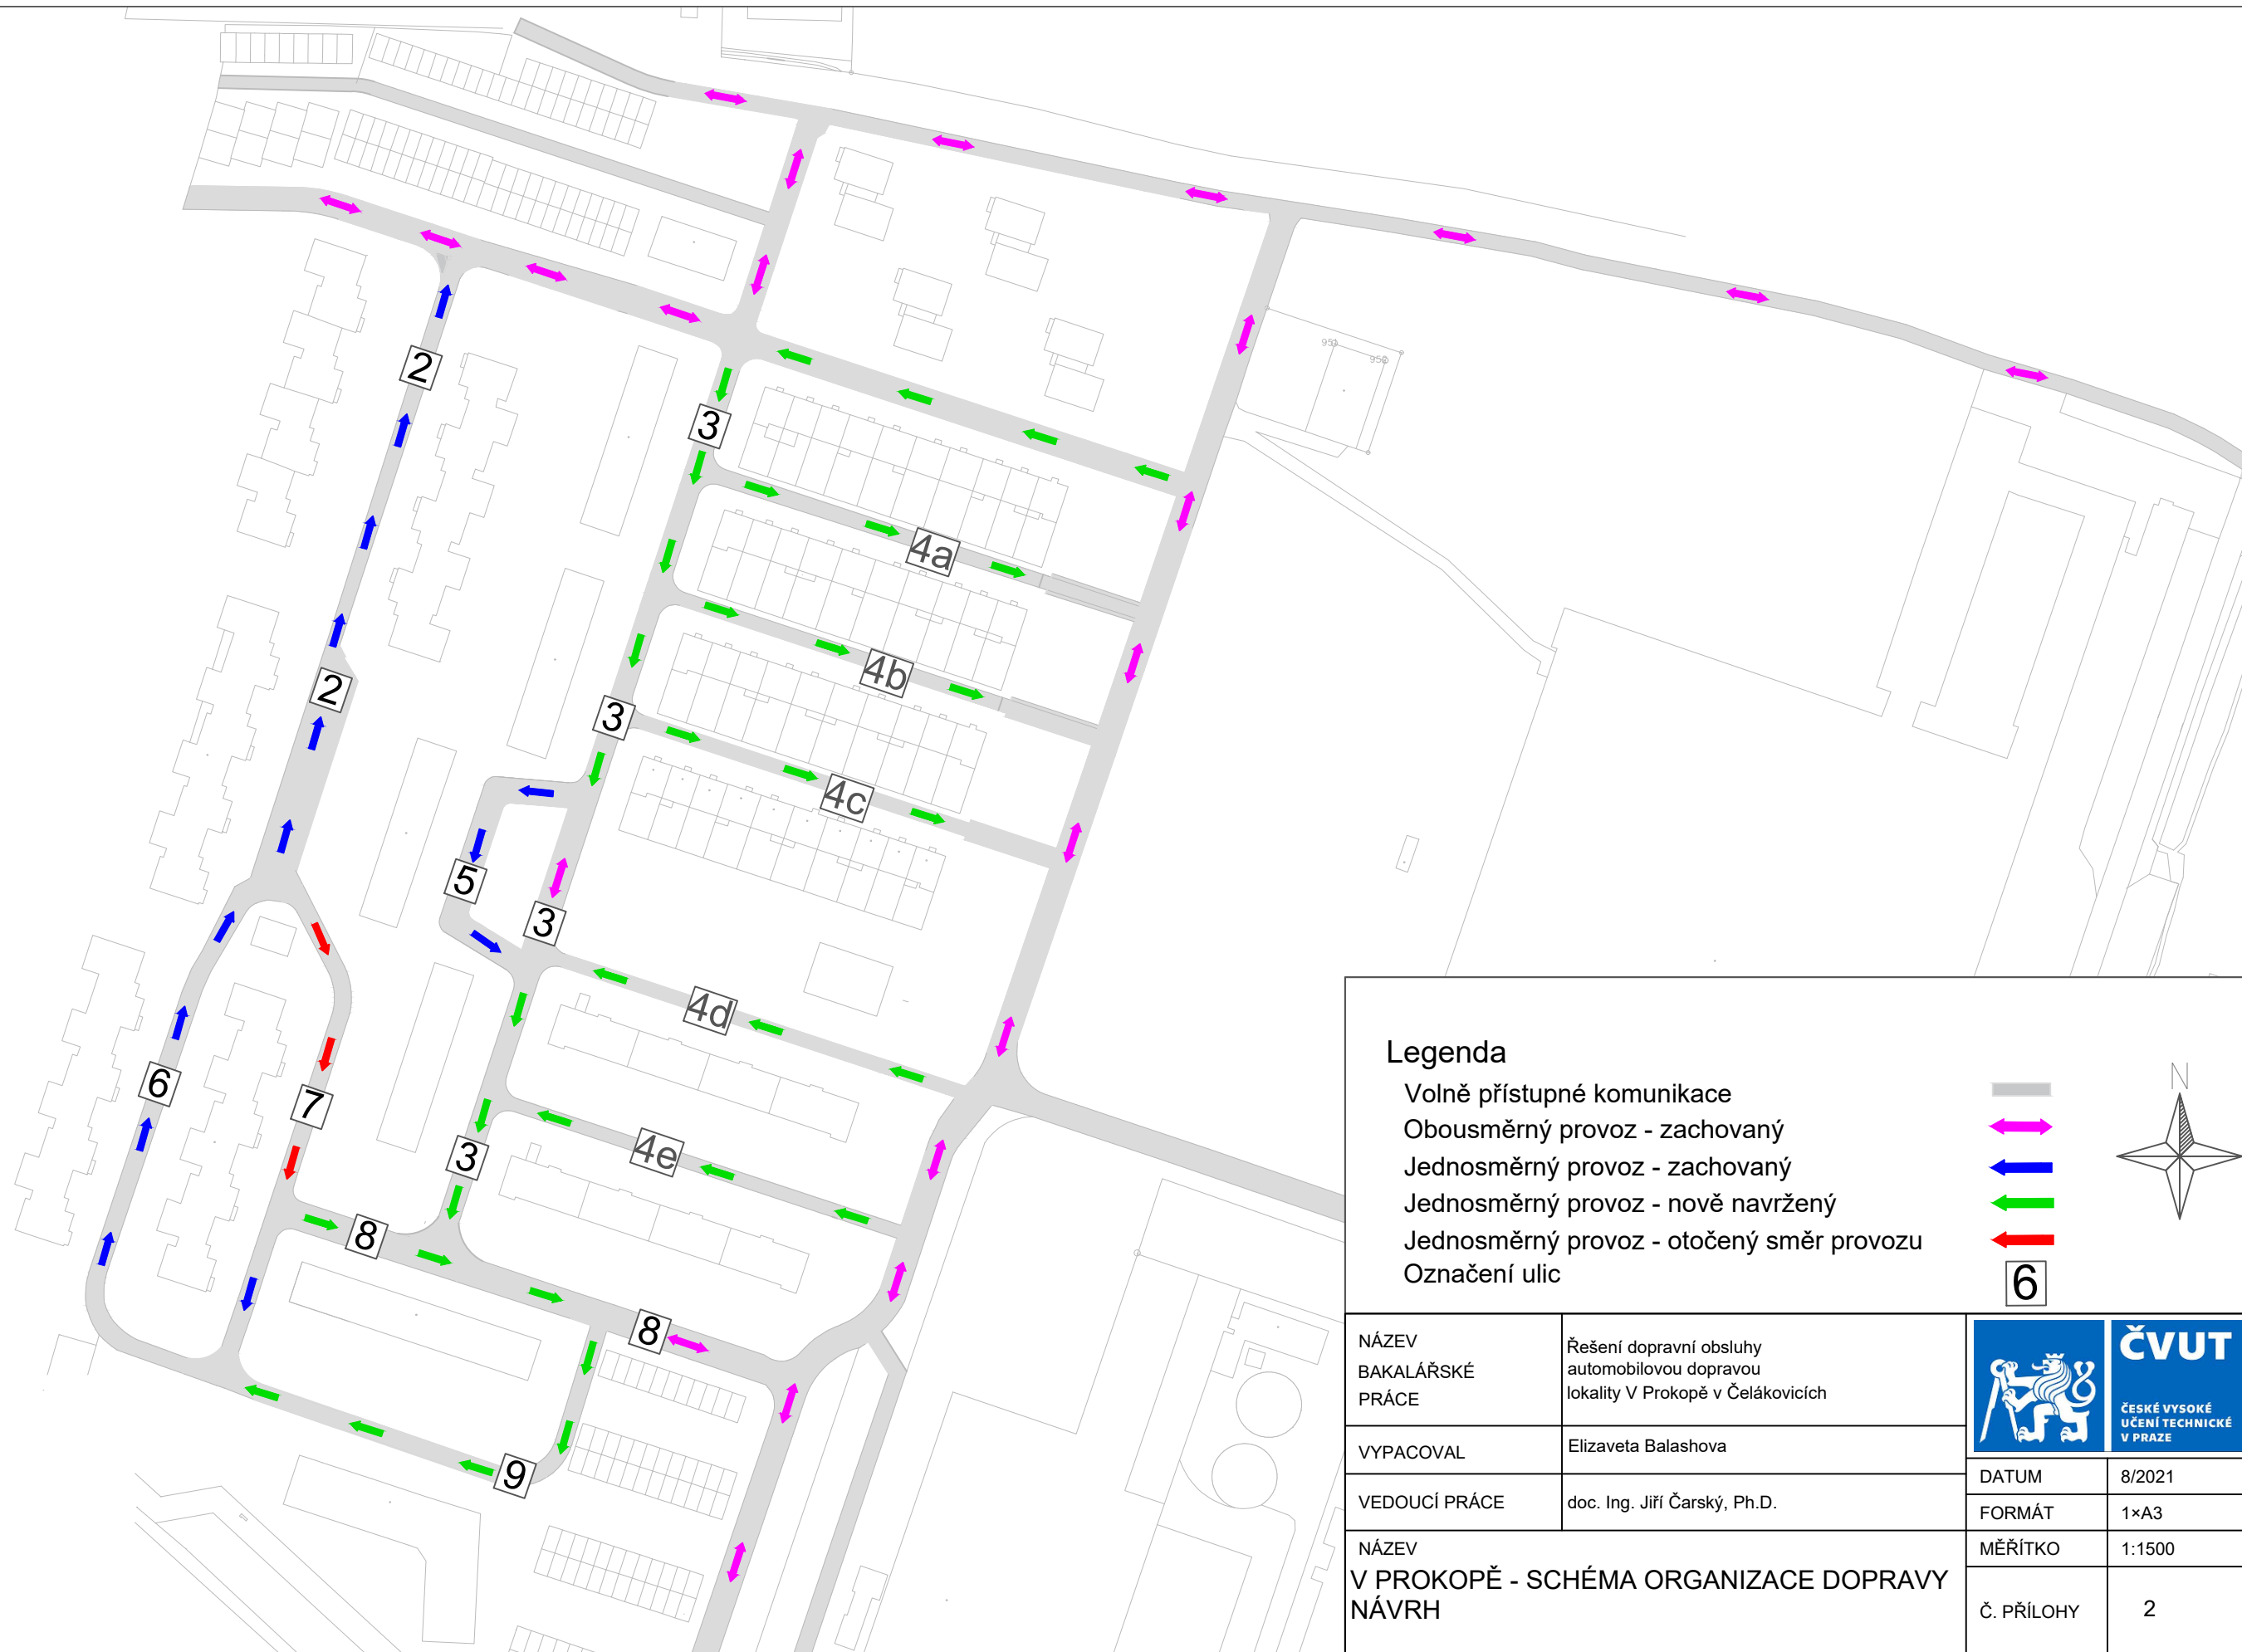 951
952
2
3
4a
2
4b
3
4c
5
3
4d
6
7
3
4e
8
8
9
Legenda
Volně přístupné komunikace
Obousměrný provoz - zachovaný
Jednosměrný provoz - zachovaný
Jednosměrný provoz - nově navržený
Jednosměrný provoz - otočený směr provozu
Označení ulic
6
N
NÁZEV
BAKALÁŘSKÉ
PRÁCE
Řešení dopravní obsluhy
automobilovou dopravou
lokality V Prokopě v Čelákovicích
VYPACOVAL
Elizaveta Balashova
VEDOUCÍ PRÁCE
doc. Ing. Jiří Čarský, Ph.D.
NÁZEV
V PROKOPĚ - SCHÉMA ORGANIZACE DOPRAVY
NÁVRH
ČVUT
ČESKÉ VYSOKÉ
UČENÍ TECHNICKÉ
V PRAZE
DATUM
8/2021
FORMÁT
1×A3
MĚŘÍTKO
1:1500
Č. PŘÍLOHY
2